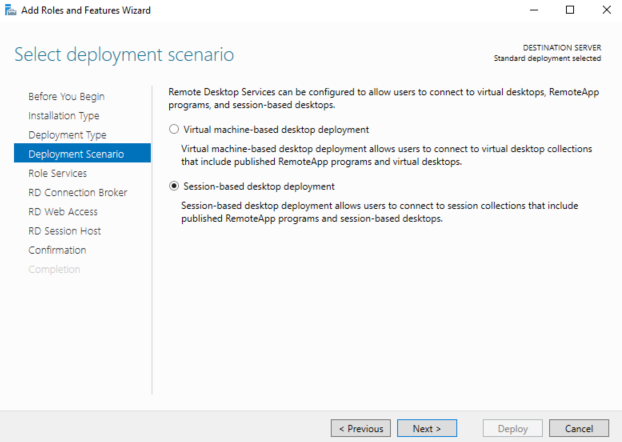 Add Roles and Features Wizard
Select deployment scenario
DESTINATION SERVER
Standard deployment selected
Before You Begin
Installation Type
Deployment Type
Deployment Scenario
Role Services
RD Connection Broker
RD Web Access
RD Session Host
Confirmation
Completion
Remote Desktop Services can be configured to allow users to connect to virtual desktops, RemoteApp
programs, and session-based desktops.
Virtual machine-based desktop deployment
Virtual machine-based desktop deployment allows users to connect to virtual desktop collections
that include published RemoteApp programs and virtual desktops.
Session-based desktop deployment
Session-based desktop deployment allows users to connect to session collections that include
published RemoteApp programs and session-based desktops.
< Previous
Next >
Deploy
Cancel